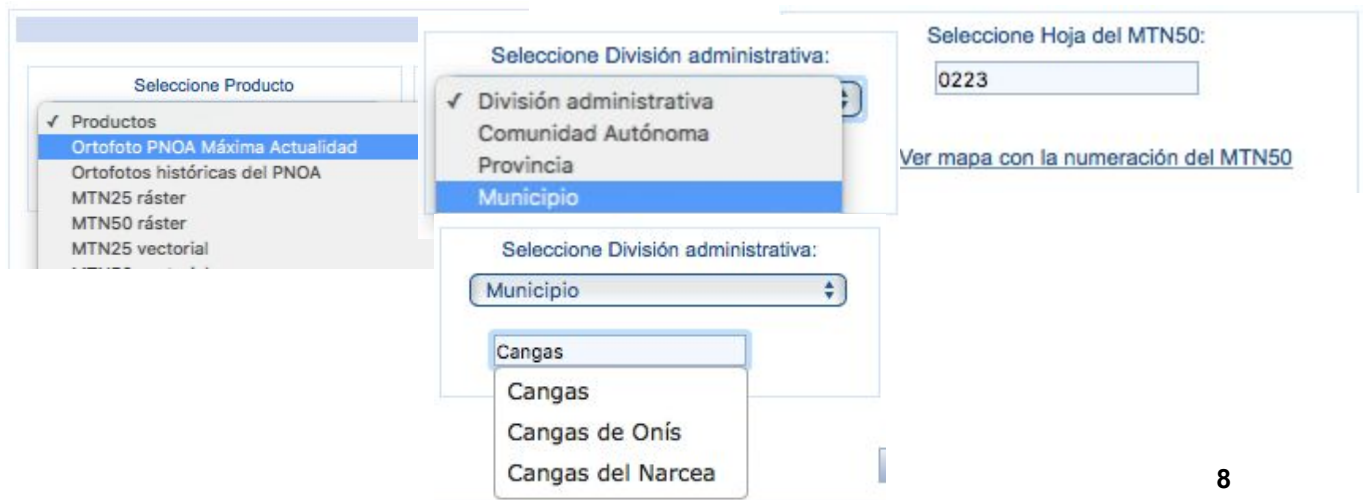 Seleccione Producto
✓ Productos
Ortofoto PNOA Máxima Actualidad
Ortofotos históricas del PNOA
MTN25 ráster
MTN50 ráster
MTN25 vectorial
Seleccione División administrativa:
✓ División administrativa
Comunidad Autónoma
Provincia
Municipio
Seleccione División administrativa:
Municipio
Cangas
Cangas
Cangas de Onís
Cangas del Narcea
Seleccione Hoja del MTN50:
0223
Ver mapa con la numeración del MTN50
8